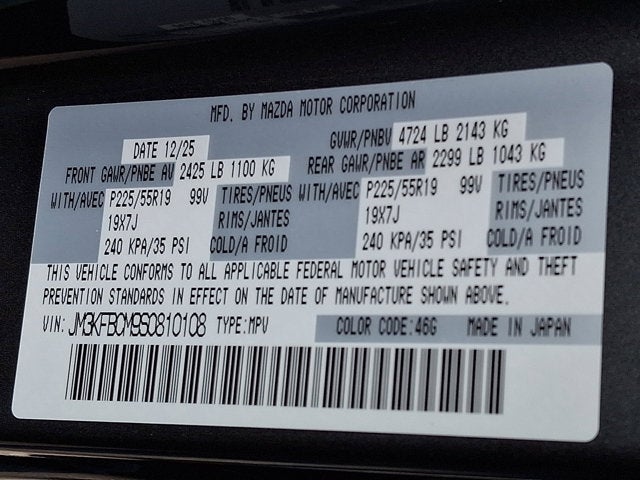 MFD. BY MAZDA MOTOR CORPORATION
DATE 12/25 GVWR/PNBV 4724 LB 2143 KG
FRONT GAWR/PNBE AV 2425 LB 1100 KG REAR GAWR/PNBE AR 2299 LB 1043 KG
WITH/AVEC P225/55R19 99V TIRES/PNEUS WITH/AVEC P225/55R19 99V TIRES/PNEUS
19X7J RIMS/JANTES 19X7J RIMS/JANTES
240 KPA/35 PSI COLD/A FROID 240 KPA/35 PSI COLD/A FROID
THIS VEHICLE CONFORMS TO ALL APPLICABLE FEDERAL MOTOR VEHICLE SAFETY AND THEFT
PREVENTION STANDARDS IN EFFECT ON THE DATE OF MANUFACTURE SHOWN ABOVE.
VIN: JM3KFBCM9S0810108 TYPE:MPV COLOR CODE:46G MADE IN JAPAN